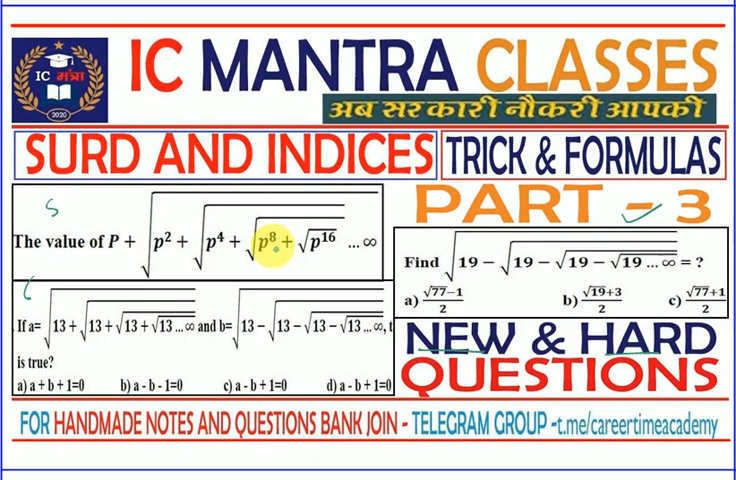 IC मंत्रा
2020
IC MANTRA CLASSES
अब सरकारी नौकरी आपकी
SURD AND INDICES
TRICK & FORMULAS
PART - 3
5
The value of P + √(p² + √(p⁴ + √(p⁸ + √(p¹⁶ ...∞
Find √(19 − √(19 − √(19 − √(19 ...∞ = ?
a) (√77−1)/2 b) (√19+3)/2 c) (√77+1)/2
6
. If a= √(13 + √(13 + √(13 + √(13 ...∞ and b= √(13 − √(13 − √(13 − √(13 ...∞, t
is true?
a) a + b + 1=0 b) a - b - 1=0 c) a - b + 1=0 d) a - b + 1=0
NEW & HARD
QUESTIONS
FOR HANDMADE NOTES AND QUESTIONS BANK JOIN - TELEGRAM GROUP -t.me/careertimeacademy